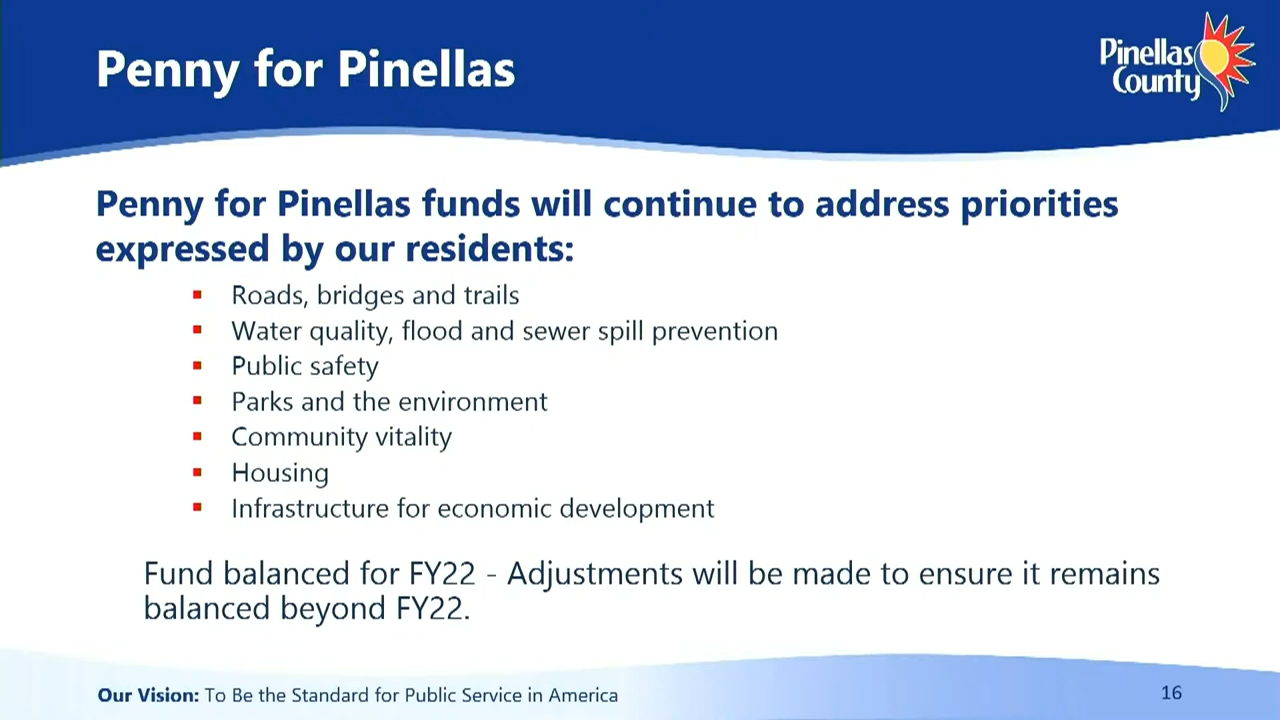 Penny for Pinellas
Pinellas
County
Penny for Pinellas funds will continue to address priorities
expressed by our residents:
Roads, bridges and trails
Water quality, flood and sewer spill prevention
Public safety
Parks and the environment
Community vitality
Housing
Infrastructure for economic development
Fund balanced for FY22 - Adjustments will be made to ensure it remains
balanced beyond FY22.
Our Vision: To Be the Standard for Public Service in America
16